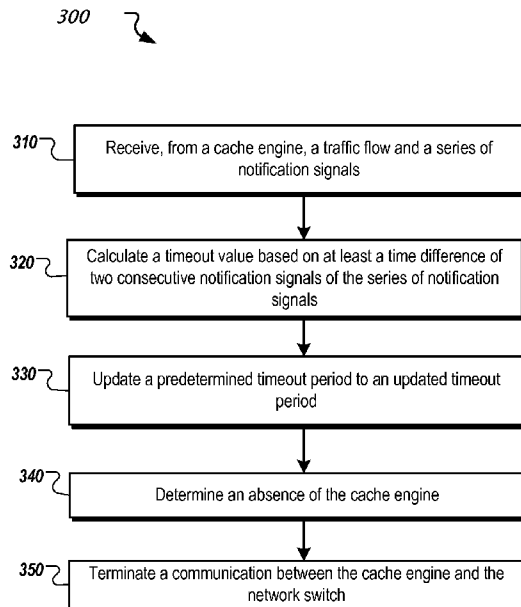 300
310
Receive, from a cache engine, a traffic flow and a series of
notification signals
320
Calculate a timeout value based on at least a time difference of
two consecutive notification signals of the series of notification
signals
330
Update a predetermined timeout period to an updated timeout
period
340
Determine an absence of the cache engine
350
Terminate a communication between the cache engine and the
network switch